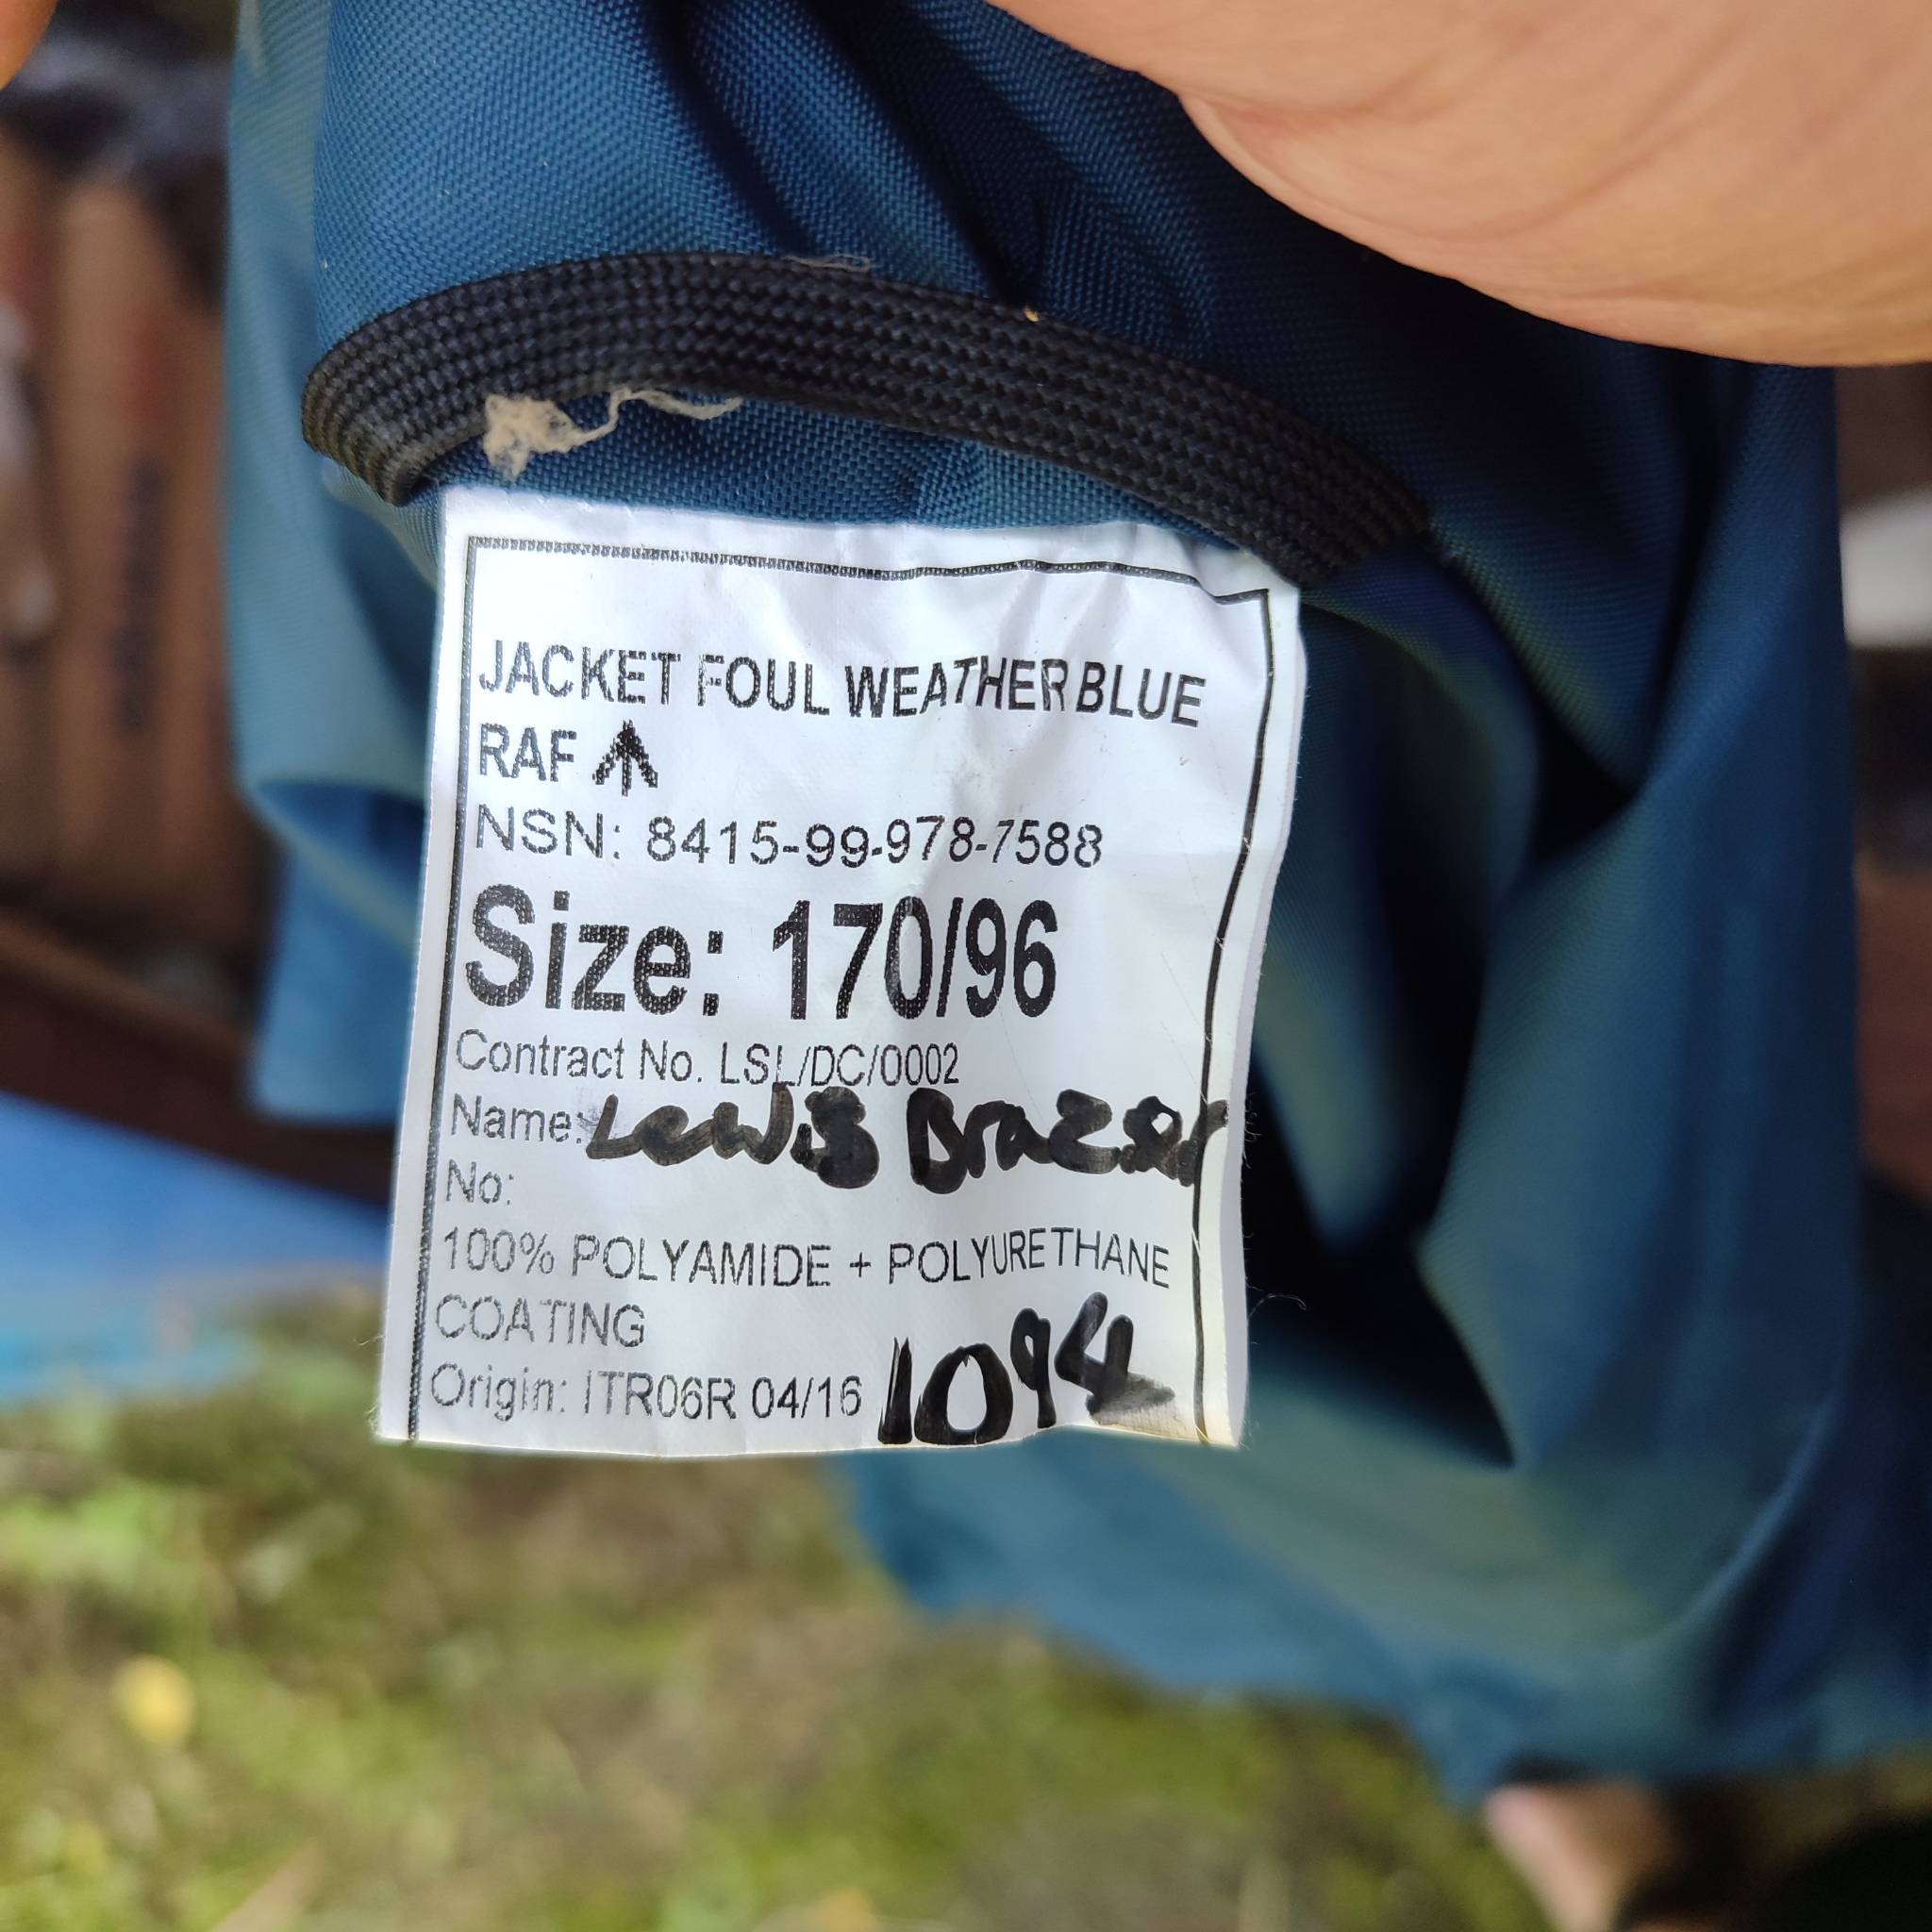 JACKET FOUL WEATHER BLUE
RAF
NSN: 8415-99-978-7588
Size: 170/96
Contract No. LSL/DC/0002
Name: Lewis Brazer
No:
100% POLYAMIDE + POLYURETHANE
COATING
Origin: ITR06R 04/16 1094